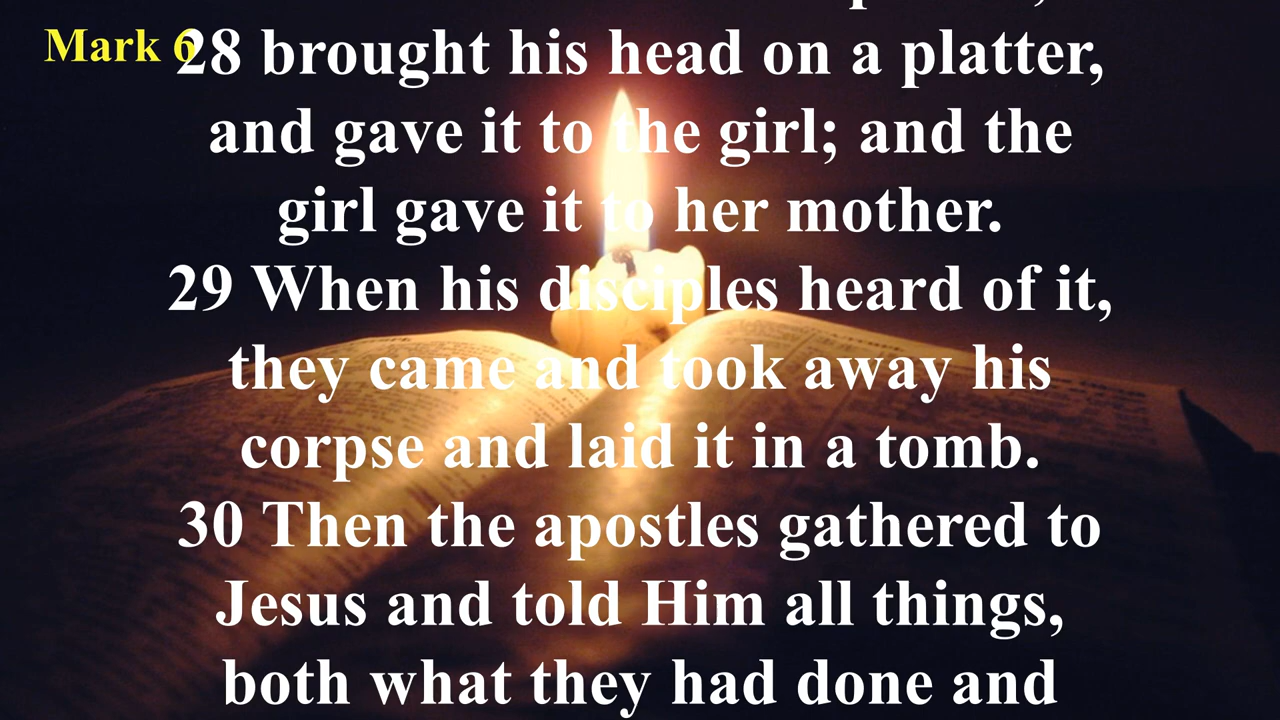 Mark 6
28 brought his head on a platter,
and gave it to the girl; and the
girl gave it to her mother.
29 When his disciples heard of it,
they came and took away his
corpse and laid it in a tomb.
30 Then the apostles gathered to
Jesus and told Him all things,
both what they had done and